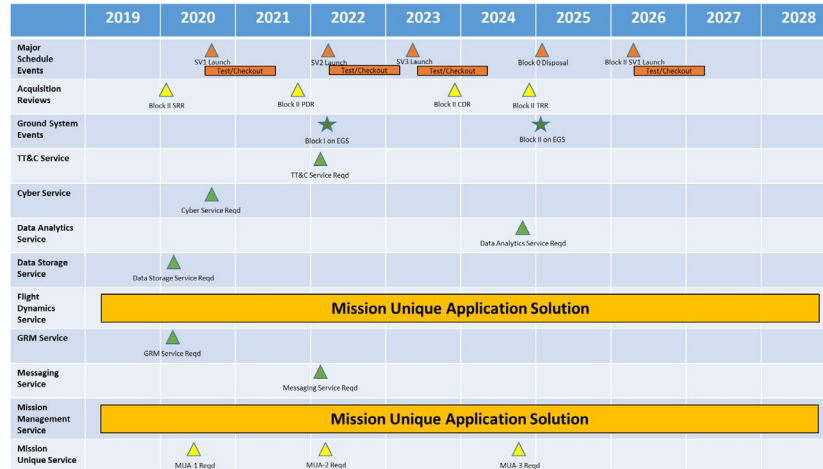 2019 2020 2021 2022 2023 2024 2025 2026 2027 2028
Major
Schedule
Events
SV1 Launch
Test/Checkout
SV2 Launch
Test/Checkout
SV3 Launch
Test/Checkout
Block 0 Disposal
Block II SV1 Launch
Test/Checkout
Acquisition
Reviews
Block II SRR
Block II PDR
Block II CDR
Block II TRR
Ground System
Events
Block I on EGS
Block II on EGS
TT&C Service
TT&C Service Reqd
Cyber Service
Cyber Service Reqd
Data Analytics
Service
Data Analytics Service Reqd
Data Storage
Service
Data Storage Service Reqd
Flight
Dynamics
Service
Mission Unique Application Solution
GRM Service
GRM Service Reqd
Messaging
Service
Messaging Service Reqd
Mission
Management
Service
Mission Unique Application Solution
Mission
Unique Service
MUA-1 Reqd
MUA-2 Reqd
MUA-3 Reqd